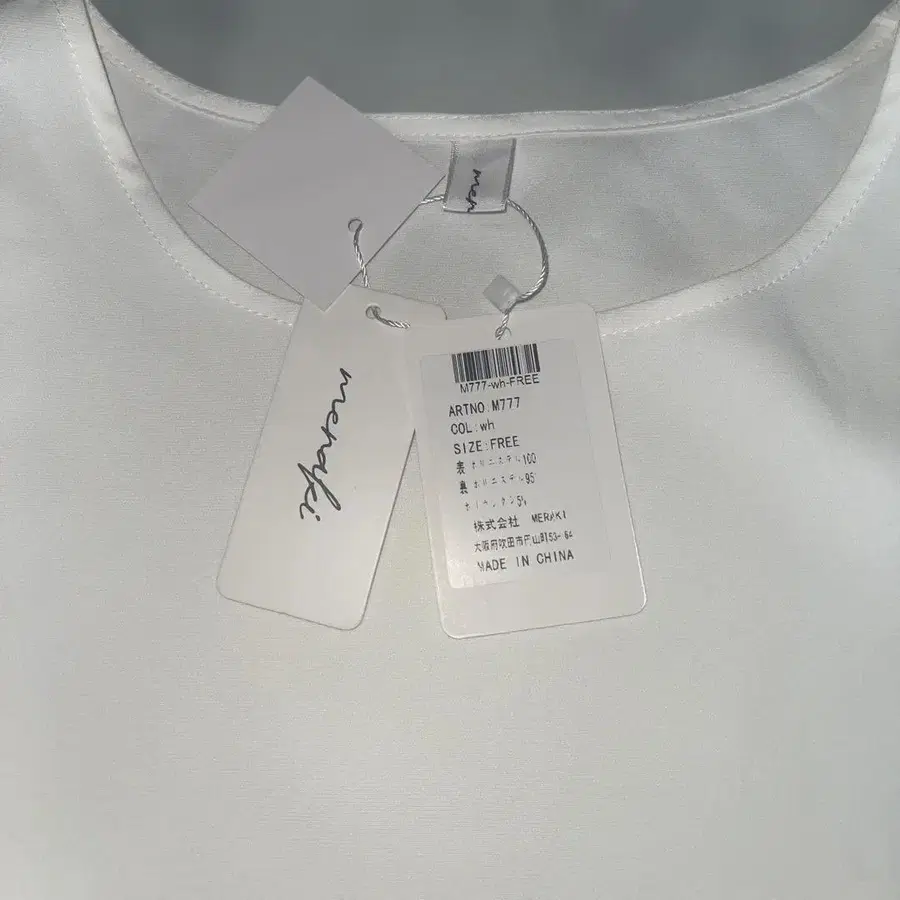 mer
meraki
M777-wh-FREE
ARTNO:M777
COL:wh
SIZE:FREE
表 ポリエステル100
裏 ポリエステル95
ポリウレタン5%
株式会社 MERAKI
大阪府吹田市円山町53-64
MADE IN CHINA